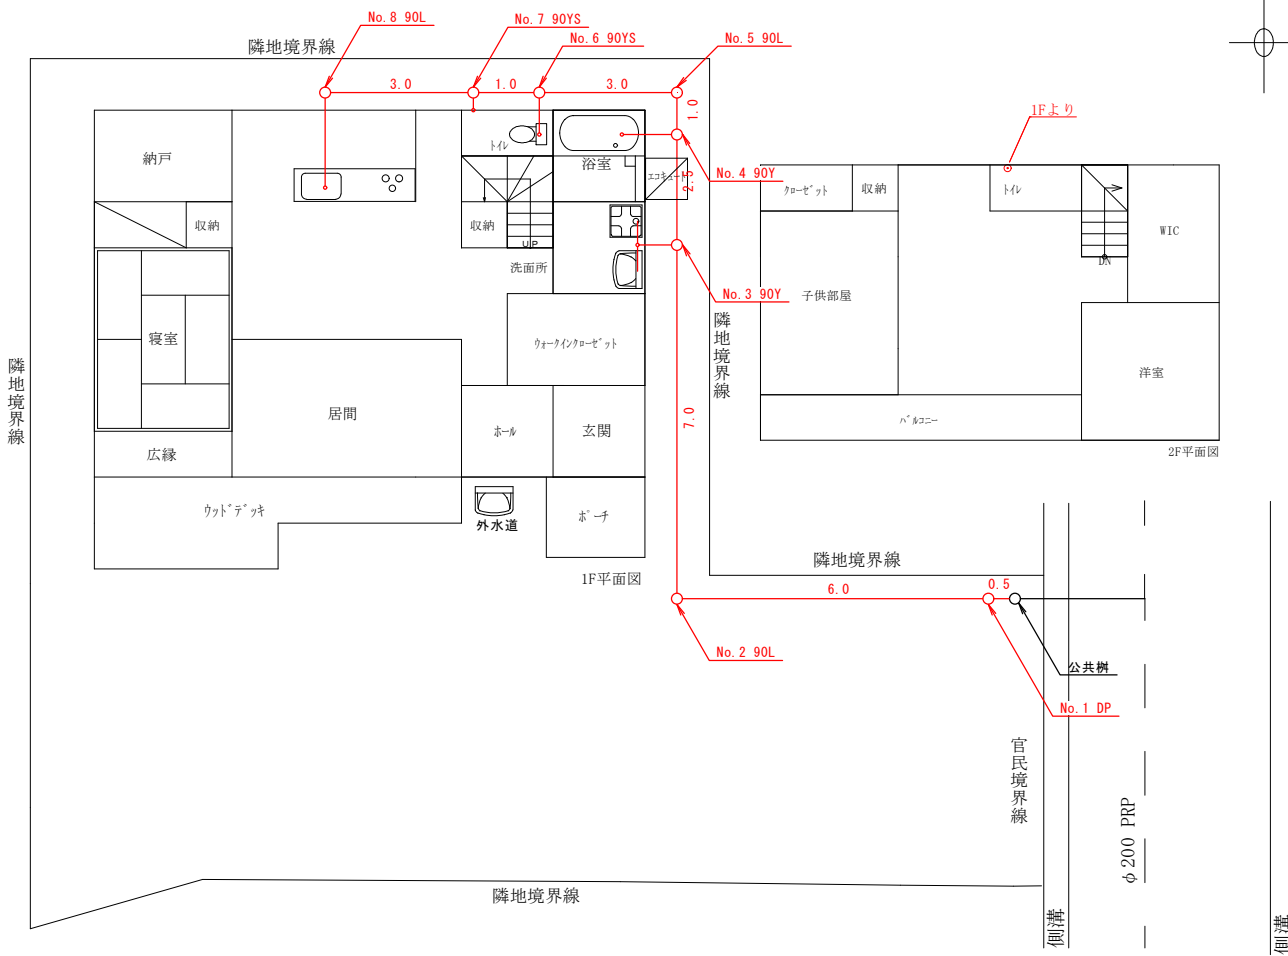 No.8 90L
No.7 90YS
No.6 90YS
No.5 90L
隣地境界線
3.0
1.0
3.0
1.0
納戸
トイレ
浴室
エコキュート
2.5
No.4 90Y
収納
収納
UP
洗面所
No.3 90Y
寝室
ウォークインクローゼット
隣地境界線
隣地境界線
居間
ホール
玄関
7.0
広縁
ウッドデッキ
外水道
ポーチ
1F平面図
1Fより
クローゼット
収納
トイレ
WIC
DN
子供部屋
洋室
バルコニー
2F平面図
隣地境界線
6.0
0.5
No.2 90L
公共桝
No.1 DP
官民境界線
φ200 PRP
隣地境界線
側溝
側溝